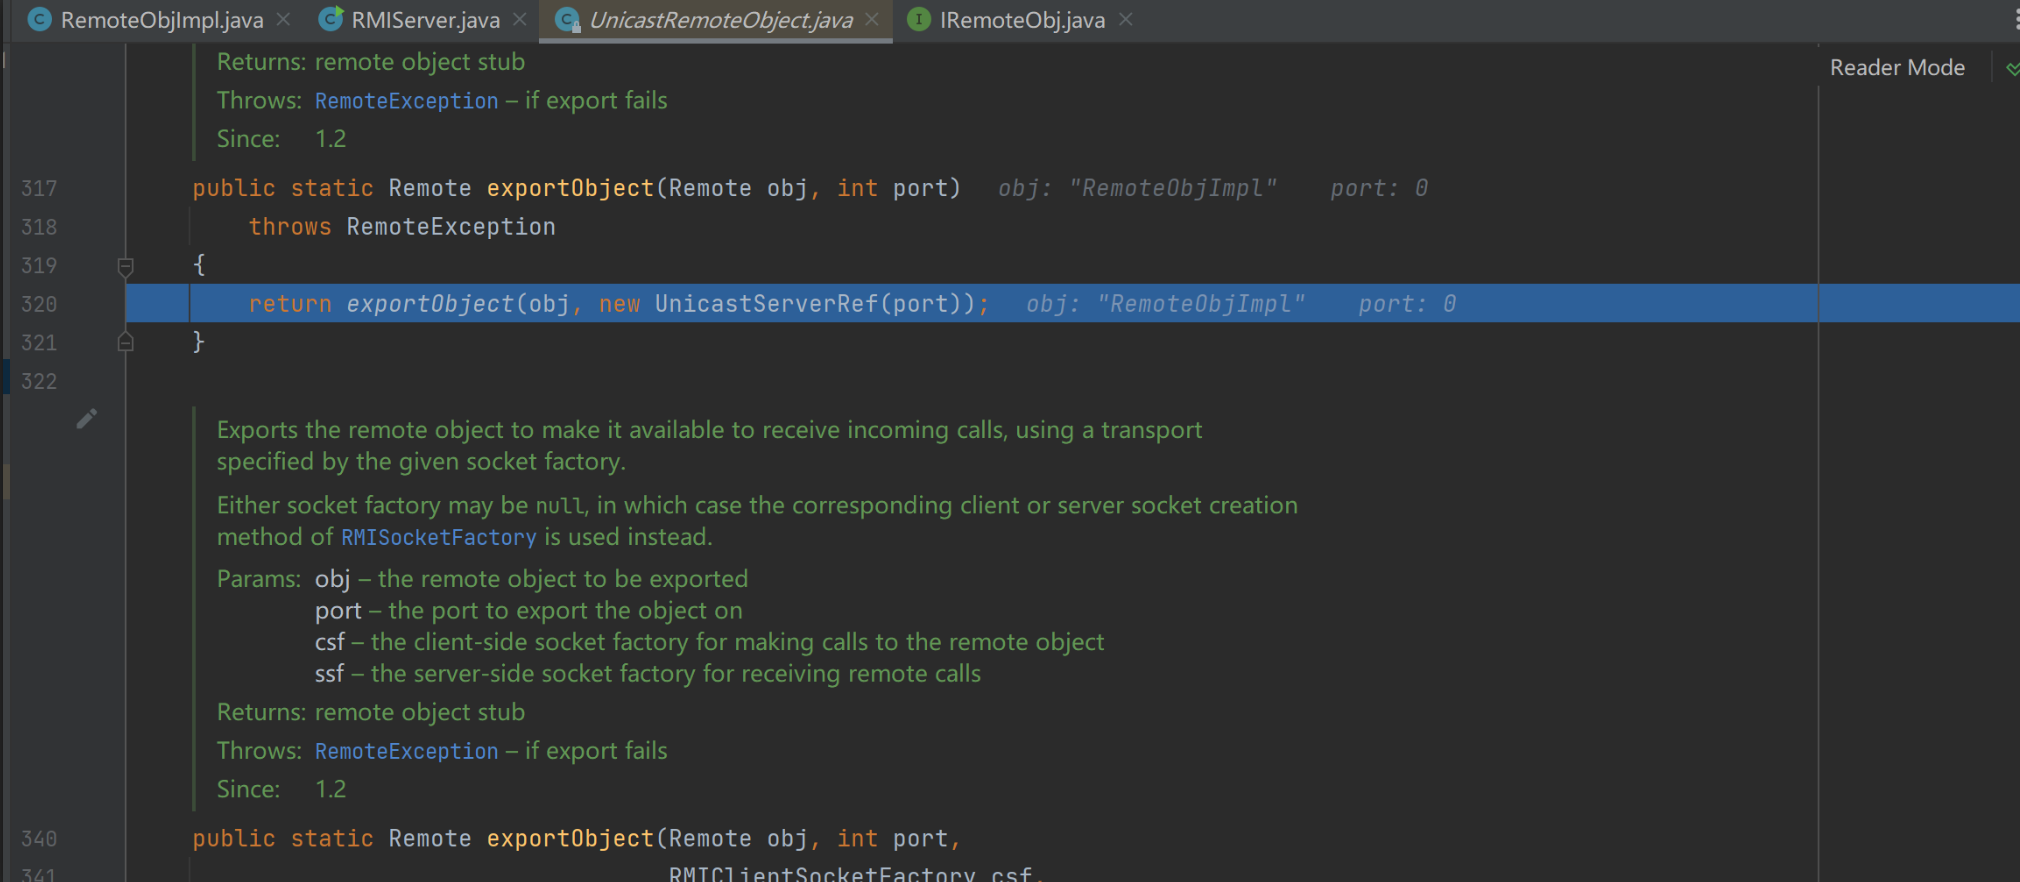 RemoteObjImpl.java RMIServer.java UnicastRemoteObject.java IRemoteObj.java
Reader Mode
Returns: remote object stub
Throws: RemoteException – if export fails
Since: 1.2
317 public static Remote exportObject(Remote obj, int port) obj: "RemoteObjImpl" port: 0
318 throws RemoteException
319 {
320 return exportObject(obj, new UnicastServerRef(port)); obj: "RemoteObjImpl" port: 0
321 }
322
Exports the remote object to make it available to receive incoming calls, using a transport
specified by the given socket factory.
Either socket factory may be null, in which case the corresponding client or server socket creation
method of RMISocketFactory is used instead.
Params: obj – the remote object to be exported
port – the port to export the object on
csf – the client-side socket factory for making calls to the remote object
ssf – the server-side socket factory for receiving remote calls
Returns: remote object stub
Throws: RemoteException – if export fails
Since: 1.2
340 public static Remote exportObject(Remote obj, int port,
341 RMIClientSocketFactory csf,